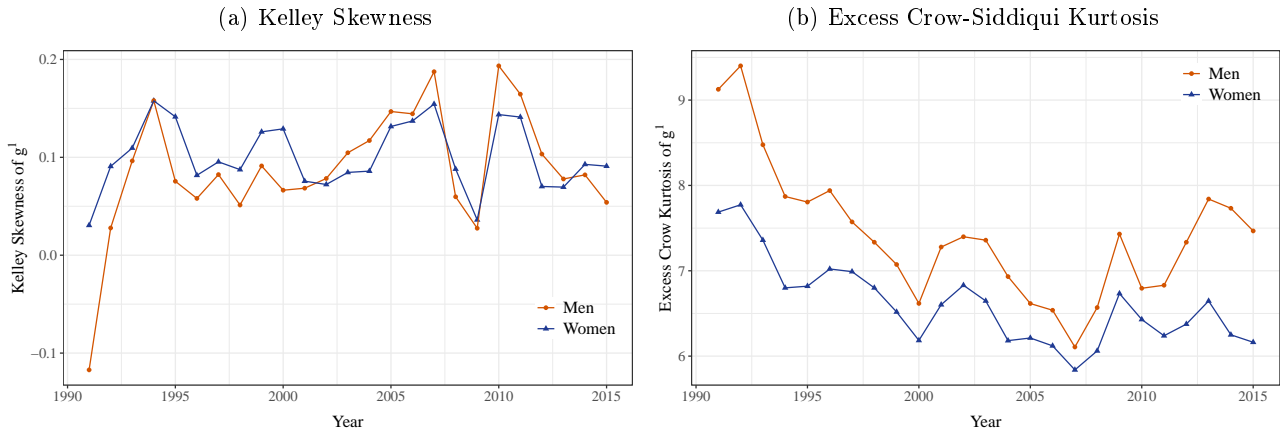 (a) Kelley Skewness
Kelley Skewness of g¹
0.2
0.1
0.0
−0.1
1990 1995 2000 2005 2010 2015
Year
Men
Women
(b) Excess Crow-Siddiqui Kurtosis
Excess Crow Kurtosis of g¹
9
8
7
6
1990 1995 2000 2005 2010 2015
Year
Men
Women